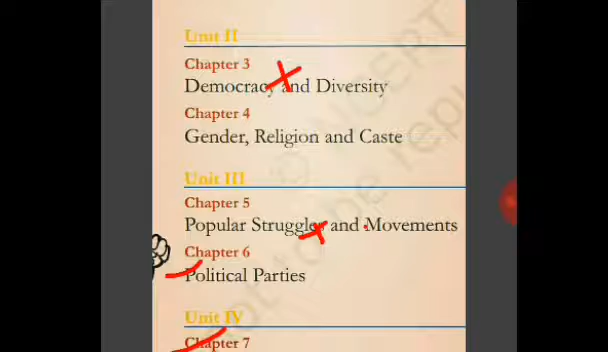 Unit II
Chapter 3
Democracy and Diversity
Chapter 4
Gender, Religion and Caste
Unit III
Chapter 5
Popular Struggles and Movements
Chapter 6
Political Parties
Unit IV
Chapter 7